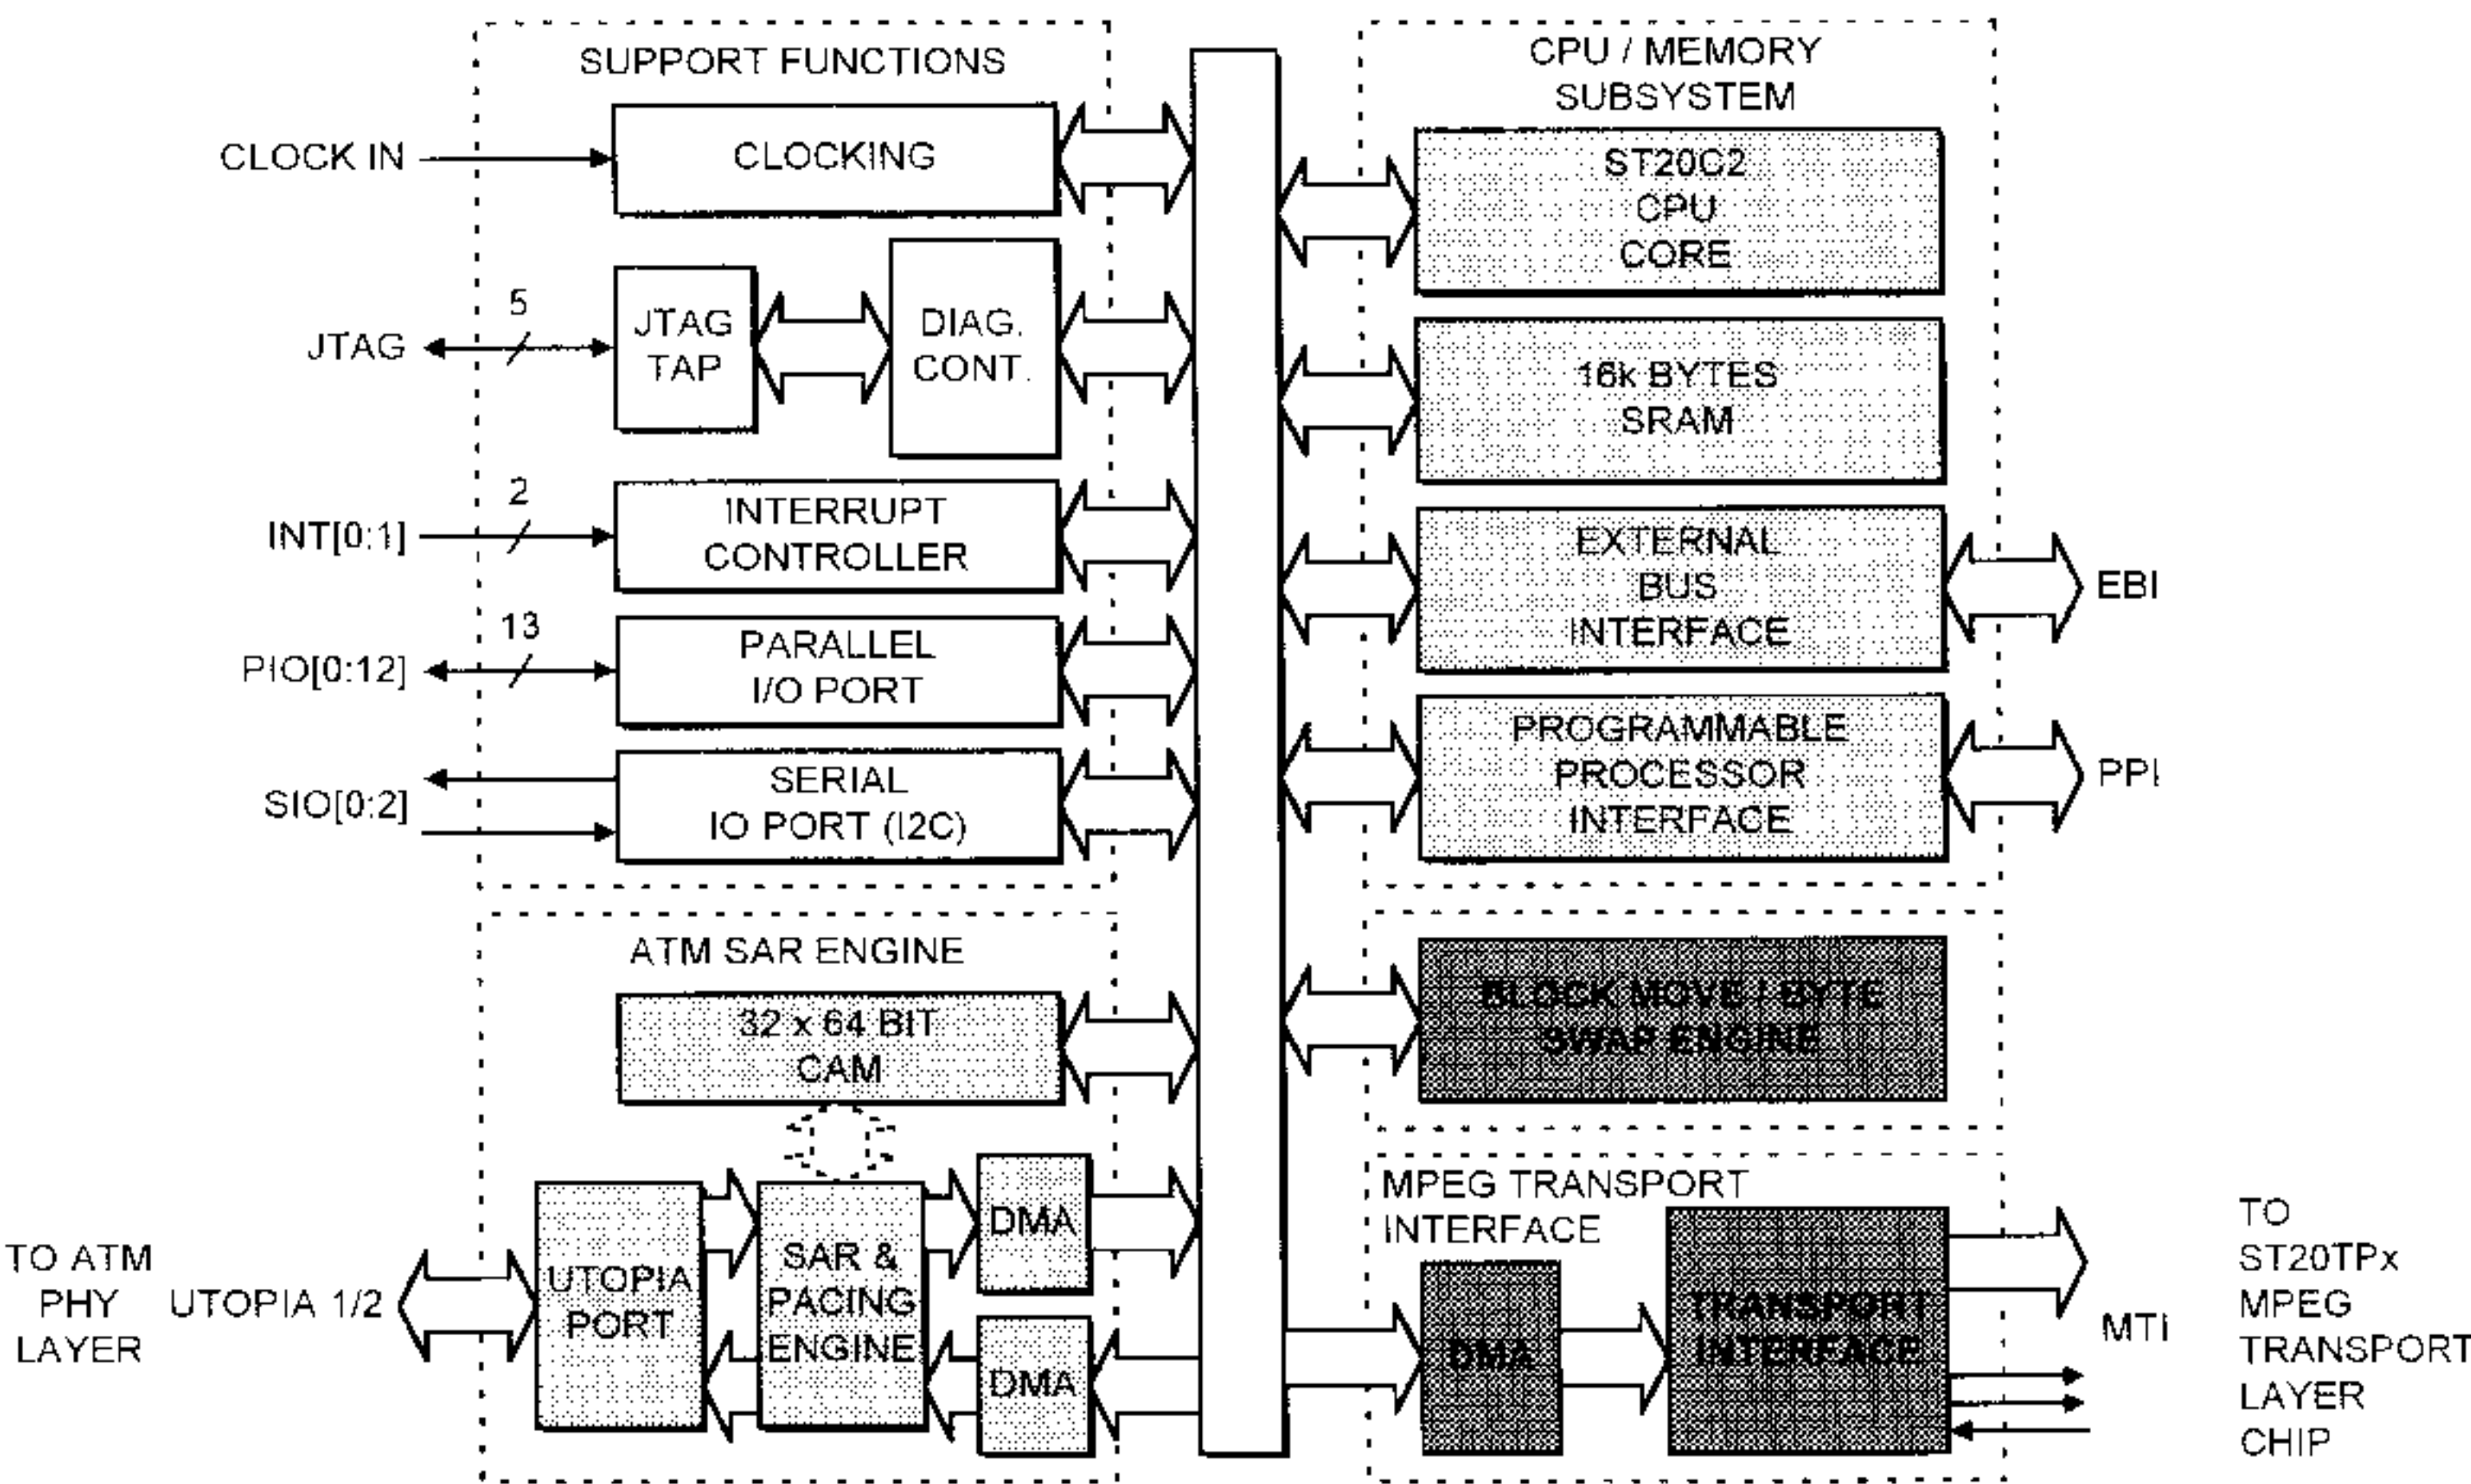 SUPPORT FUNCTIONS
CLOCK IN
CLOCKING
JTAG
5
JTAG
TAP
DIAG.
CONT.
INT[0:1]
2
INTERRUPT
CONTROLLER
PIO[0:12]
13
PARALLEL
I/O PORT
SIO[0:2]
SERIAL
IO PORT (I2C)
CPU / MEMORY
SUBSYSTEM
ST20C2
CPU
CORE
16k BYTES
SRAM
EXTERNAL
BUS
INTERFACE
EBI
PROGRAMMABLE
PROCESSOR
INTERFACE
PPI
ATM SAR ENGINE
32 x 64 BIT
CAM
TO ATM
PHY
LAYER
UTOPIA 1/2
UTOPIA
PORT
SAR &
PACING
ENGINE
DMA
DMA
BLOCK MOVE / BYTE
SWAP ENGINE
MPEG TRANSPORT
INTERFACE
DMA
TRANSPORT
INTERFACE
MTI
TO
ST20TPx
MPEG
TRANSPORT
LAYER
CHIP